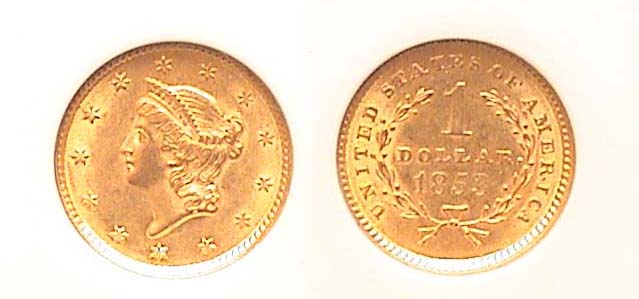 UNITED STATES OF AMERICA
1
DOLLAR.
1853